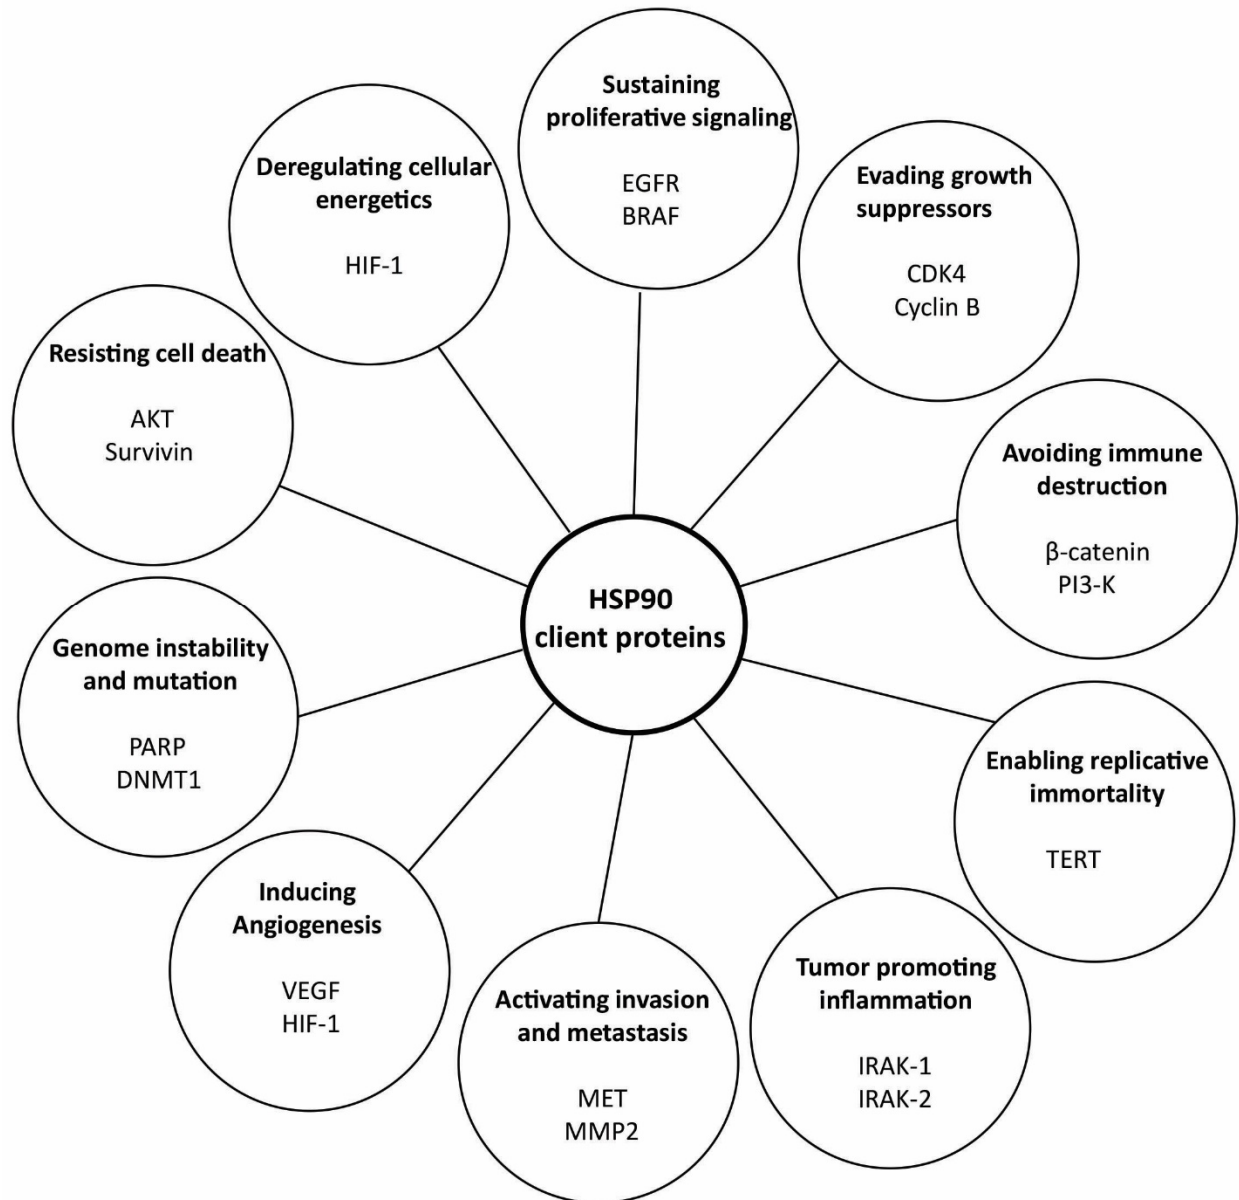 Sustaining
proliferative signaling
EGFR
BRAF
Evading growth
suppressors
CDK4
Cyclin B
Avoiding immune
destruction
β-catenin
PI3-K
Enabling replicative
immortality
TERT
Tumor promoting
inflammation
IRAK-1
IRAK-2
Activating invasion
and metastasis
MET
MMP2
Inducing
Angiogenesis
VEGF
HIF-1
Genome instability
and mutation
PARP
DNMT1
Resisting cell death
AKT
Survivin
Deregulating cellular
energetics
HIF-1
HSP90
client proteins